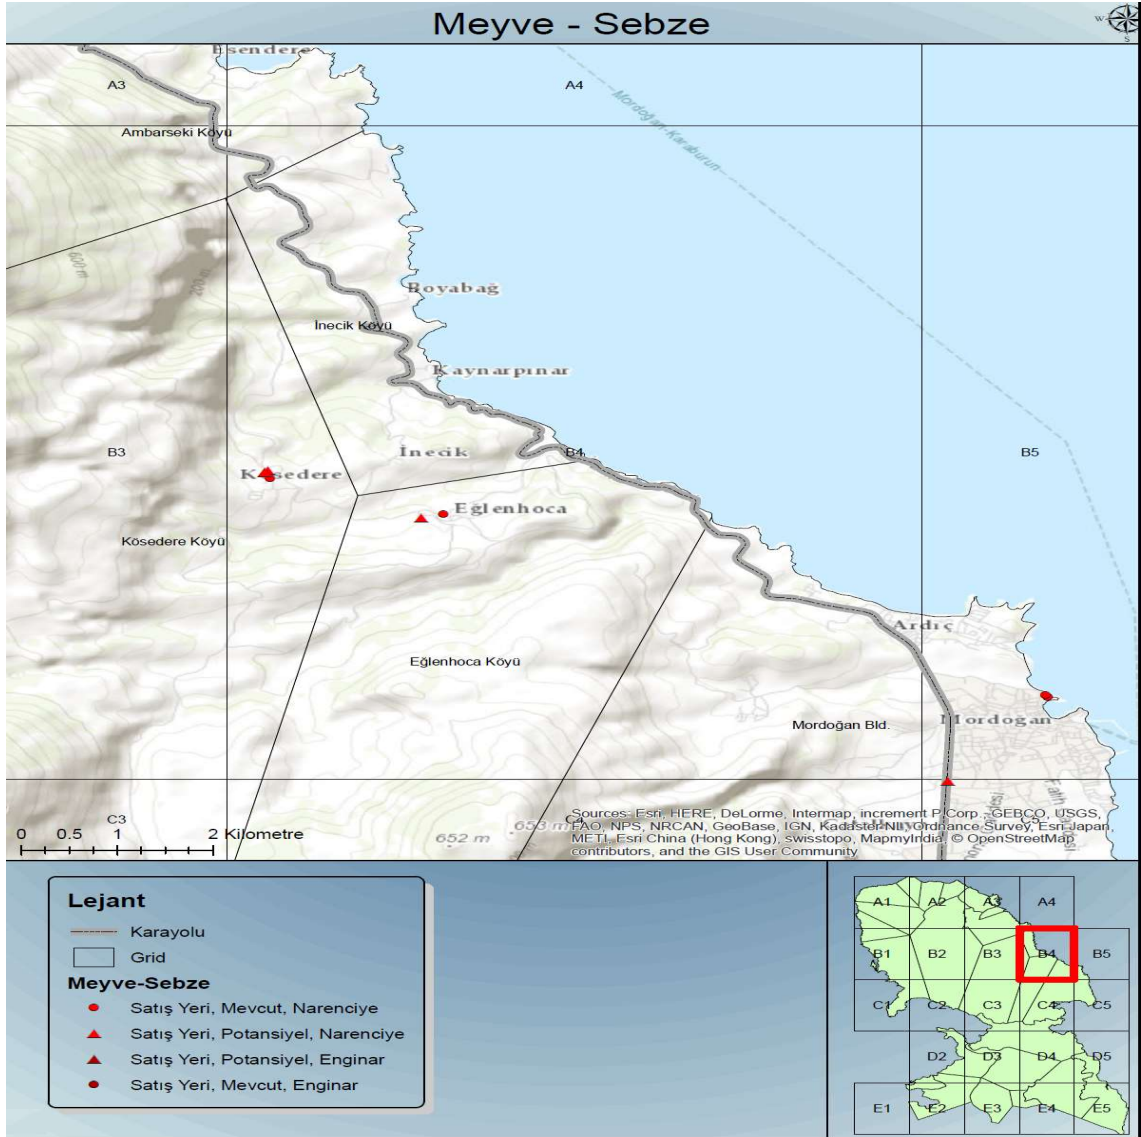 Meyve - Sebze
W
S
Esendere
A3
A4
Mordoğan-Karaburun
Ambarseki Köyü
600 m
200 m
Boyabağ
İnecik Köyü
Kaynarpınar
B3
İnecik
B4
B5
Kösedere
Eğlenhoca
Kösedere Köyü
Ardıç
Eğlenhoca Köyü
Mordoğan
Mordoğan Bld.
Fatih
C3
C4
C5
0 0.5 1 2 Kilometre
652 m
653 m
Sources: Esri, HERE, DeLorme, Intermap, increment P Corp., GEBCO, USGS,
FAO, NPS, NRCAN, GeoBase, IGN, Kadaster NL, Ordnance Survey, Esri Japan,
METI, Esri China (Hong Kong), swisstopo, MapmyIndia, © OpenStreetMap
contributors, and the GIS User Community
Lejant
Karayolu
Grid
Meyve-Sebze
Satış Yeri, Mevcut, Narenciye
Satış Yeri, Potansiyel, Narenciye
Satış Yeri, Potansiyel, Enginar
Satış Yeri, Mevcut, Enginar
A1 A2 A3 A4
B1 B2 B3 B4 B5
C1 C2 C3 C4 C5
D2 D3 D4 D5
E1 E2 E3 E4 E5